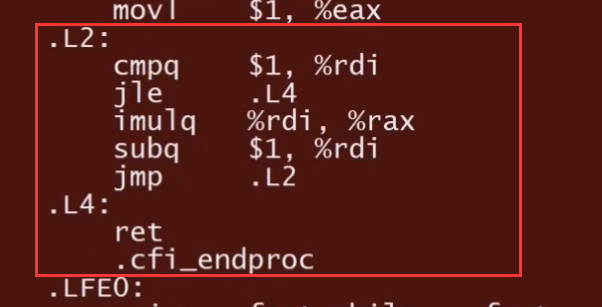 movl $1, %eax
.L2:
cmpq $1, %rdi
jle .L4
imulq %rdi, %rax
subq $1, %rdi
jmp .L2
.L4:
ret
.cfi_endproc
.LFE0: